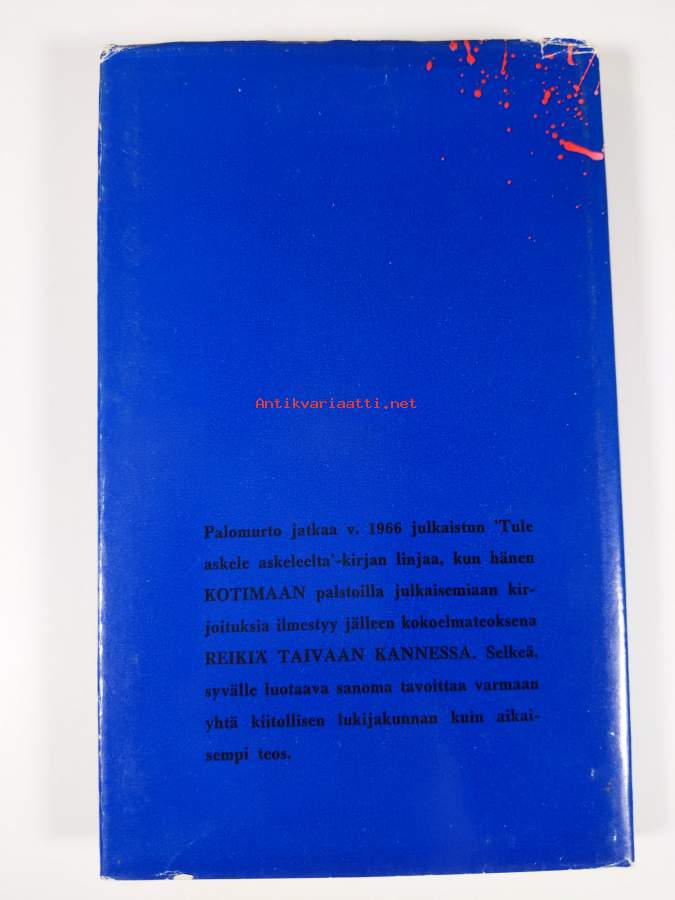 Antikvariaatti.net
Palomurto jatkaa v. 1966 julkaistun 'Tule
askele askeleelta'-kirjan linjaa, kun hänen
KOTIMAAN palstoilla julkaisemiaan kir-
joituksia ilmestyy jälleen kokoelmateoksena
REIKIÄ TAIVAAN KANNESSA. Selkeä,
syvälle luotaava sanoma tavoittaa varmaan
yhtä kiitollisen lukijakunnan kuin aikai-
sempi teos.